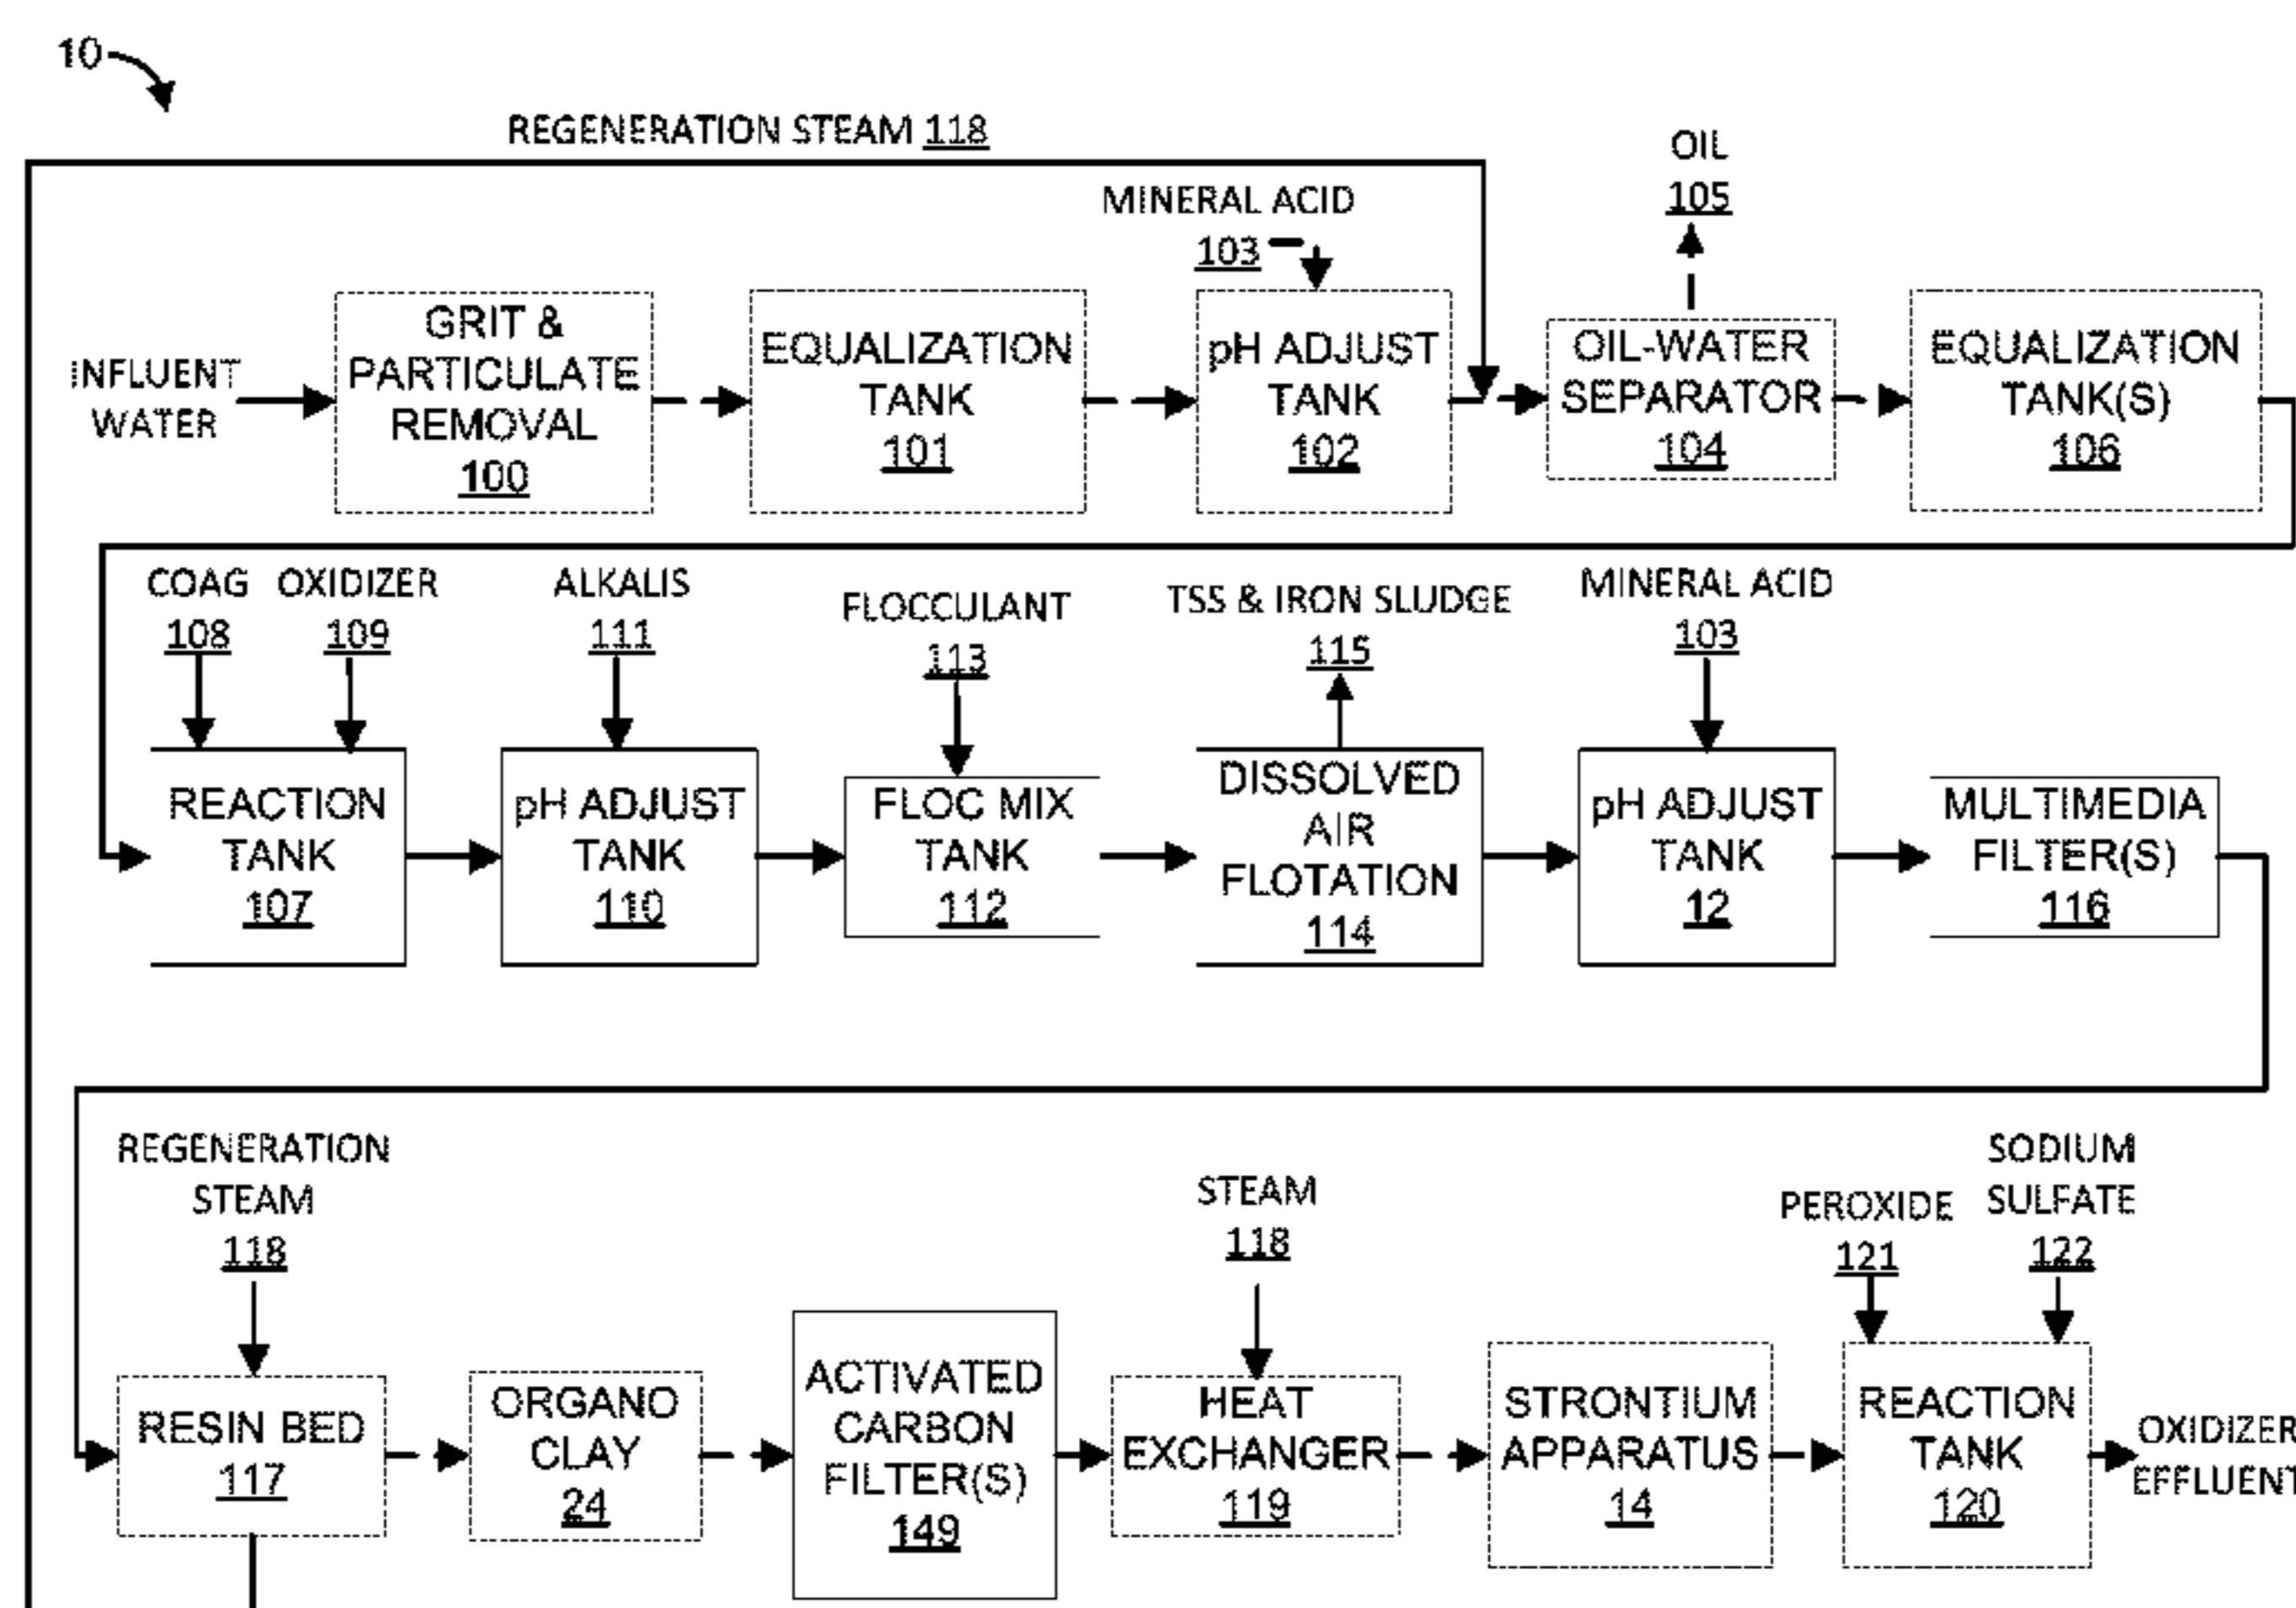 10
REGENERATION STEAM 118
OIL
105
MINERAL ACID
103
INFLUENT
WATER
GRIT &
PARTICULATE
REMOVAL
100
EQUALIZATION
TANK
101
pH ADJUST
TANK
102
OIL-WATER
SEPARATOR
104
EQUALIZATION
TANK(S)
106
COAG
108
OXIDIZER
109
ALKALIS
111
FLOCCULANT
113
TSS & IRON SLUDGE
115
MINERAL ACID
103
REACTION
TANK
107
pH ADJUST
TANK
110
FLOC MIX
TANK
112
DISSOLVED
AIR
FLOTATION
114
pH ADJUST
TANK
12
MULTIMEDIA
FILTER(S)
116
REGENERATION
STEAM
118
STEAM
118
PEROXIDE
121
SODIUM
SULFATE
122
RESIN BED
117
ORGANO
CLAY
24
ACTIVATED
CARBON
FILTER(S)
149
HEAT
EXCHANGER
119
STRONTIUM
APPARATUS
14
REACTION
TANK
120
OXIDIZER
EFFLUENT